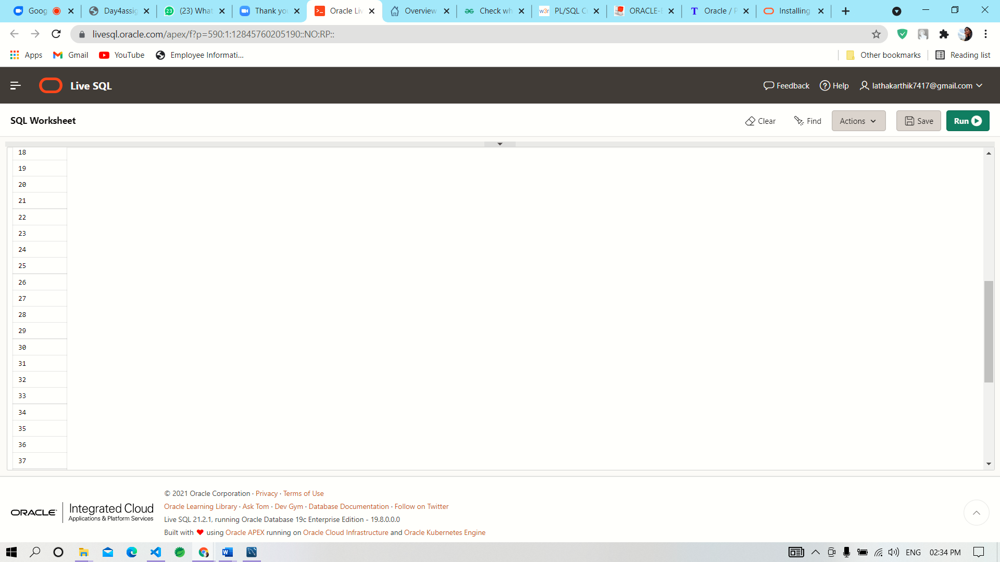 Goog
Day4assig
23 (23) What
Thank you
Oracle Liv
Overview
Check wh
w3r PL/SQL Cu
ORACLE-
T Oracle / P
Installing
livesql.oracle.com/apex/f?p=590:1:12845760205190::NO:RP::
Apps Gmail YouTube Employee Informati... Other bookmarks Reading list
Live SQL Feedback Help lathakarthik7417@gmail.com
SQL Worksheet Clear Find Actions Save Run
18
19
20
21
22
23
24
25
26
27
28
29
30
31
32
33
34
35
36
37
© 2021 Oracle Corporation · Privacy · Terms of Use
Oracle Learning Library · Ask Tom · Dev Gym · Database Documentation · Follow on Twitter
Live SQL 21.2.1, running Oracle Database 19c Enterprise Edition - 19.8.0.0.0
Built with ❤ using Oracle APEX running on Oracle Cloud Infrastructure and Oracle Kubernetes Engine
ORACLE Integrated Cloud
Applications & Platform Services
ENG 02:34 PM